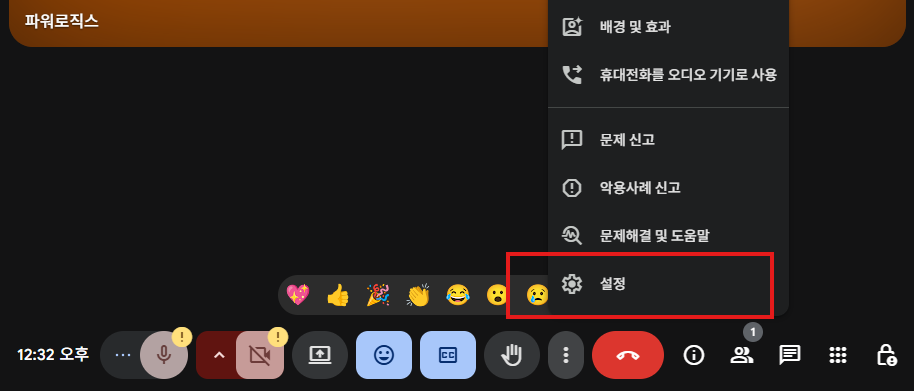 파워로직스
배경 및 효과
휴대전화를 오디오 기기로 사용
문제 신고
악용사례 신고
문제해결 및 도움말
설정
1
12:32 오후
CC